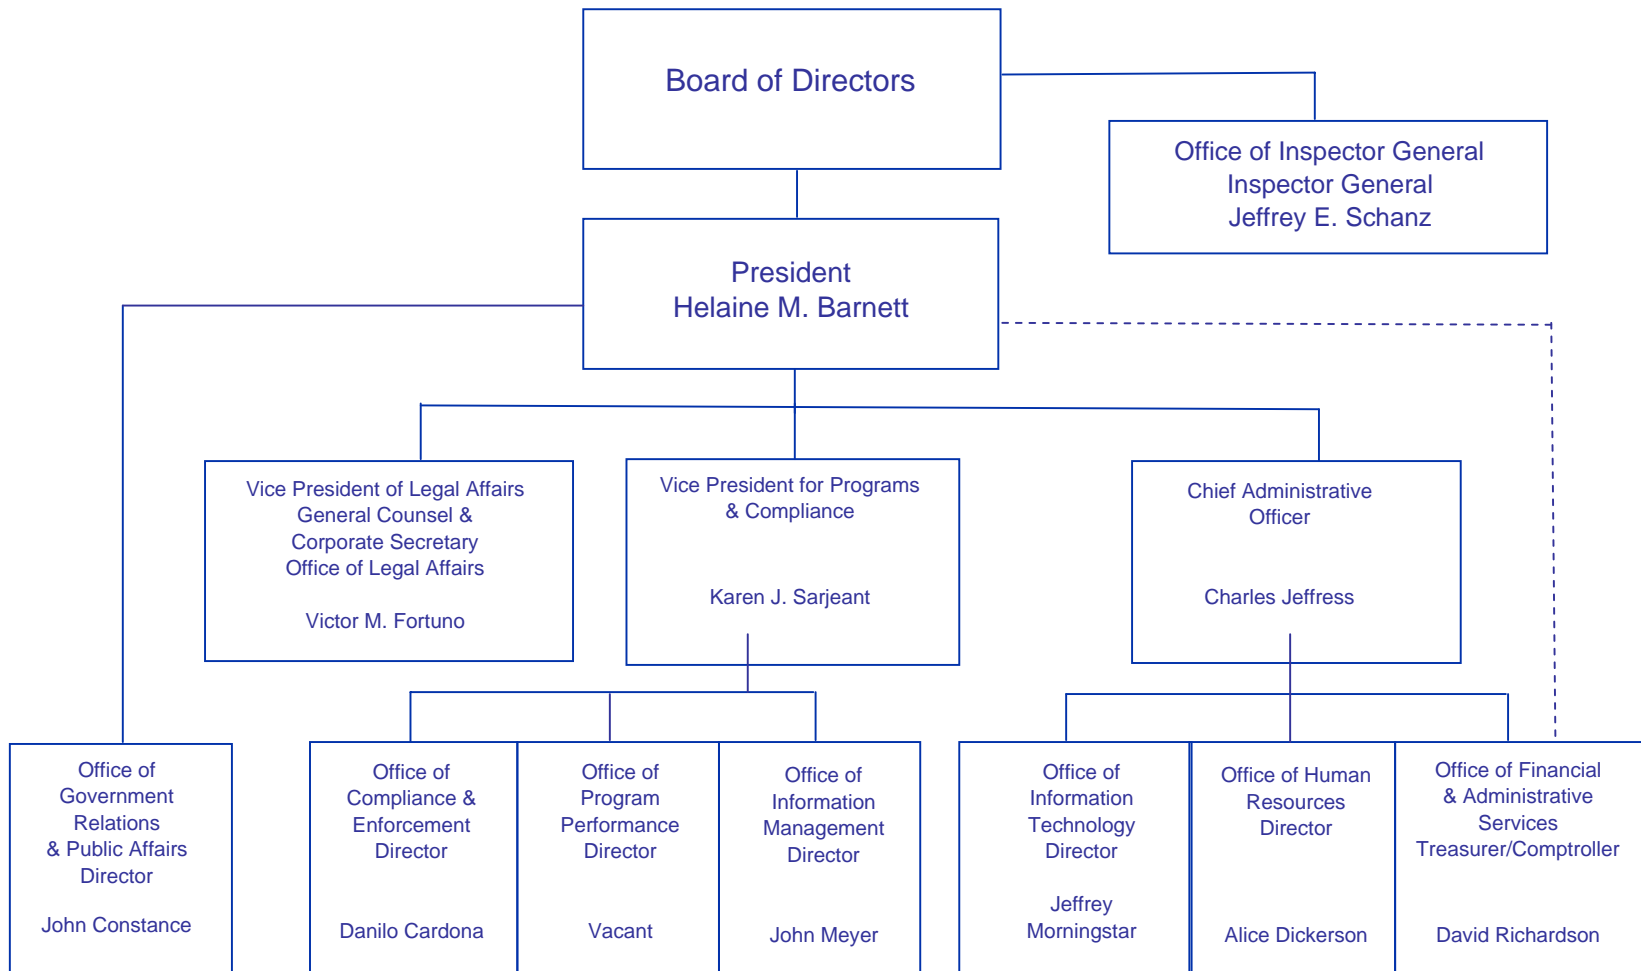 Board of Directors
Office of Inspector General
Inspector General
Jeffrey E. Schanz
President
Helaine M. Barnett
Vice President of Legal Affairs
General Counsel &
Corporate Secretary
Office of Legal Affairs
Victor M. Fortuno
Vice President for Programs
& Compliance
Karen J. Sarjeant
Chief Administrative
Officer
Charles Jeffress
Office of
Government
Relations
& Public Affairs
Director
John Constance
Office of
Compliance &
Enforcement
Director
Danilo Cardona
Office of
Program
Performance
Director
Vacant
Office of
Information
Management
Director
John Meyer
Office of
Information
Technology
Director
Jeffrey
Morningstar
Office of Human
Resources
Director
Alice Dickerson
Office of Financial
& Administrative
Services
Treasurer/Comptroller
David Richardson